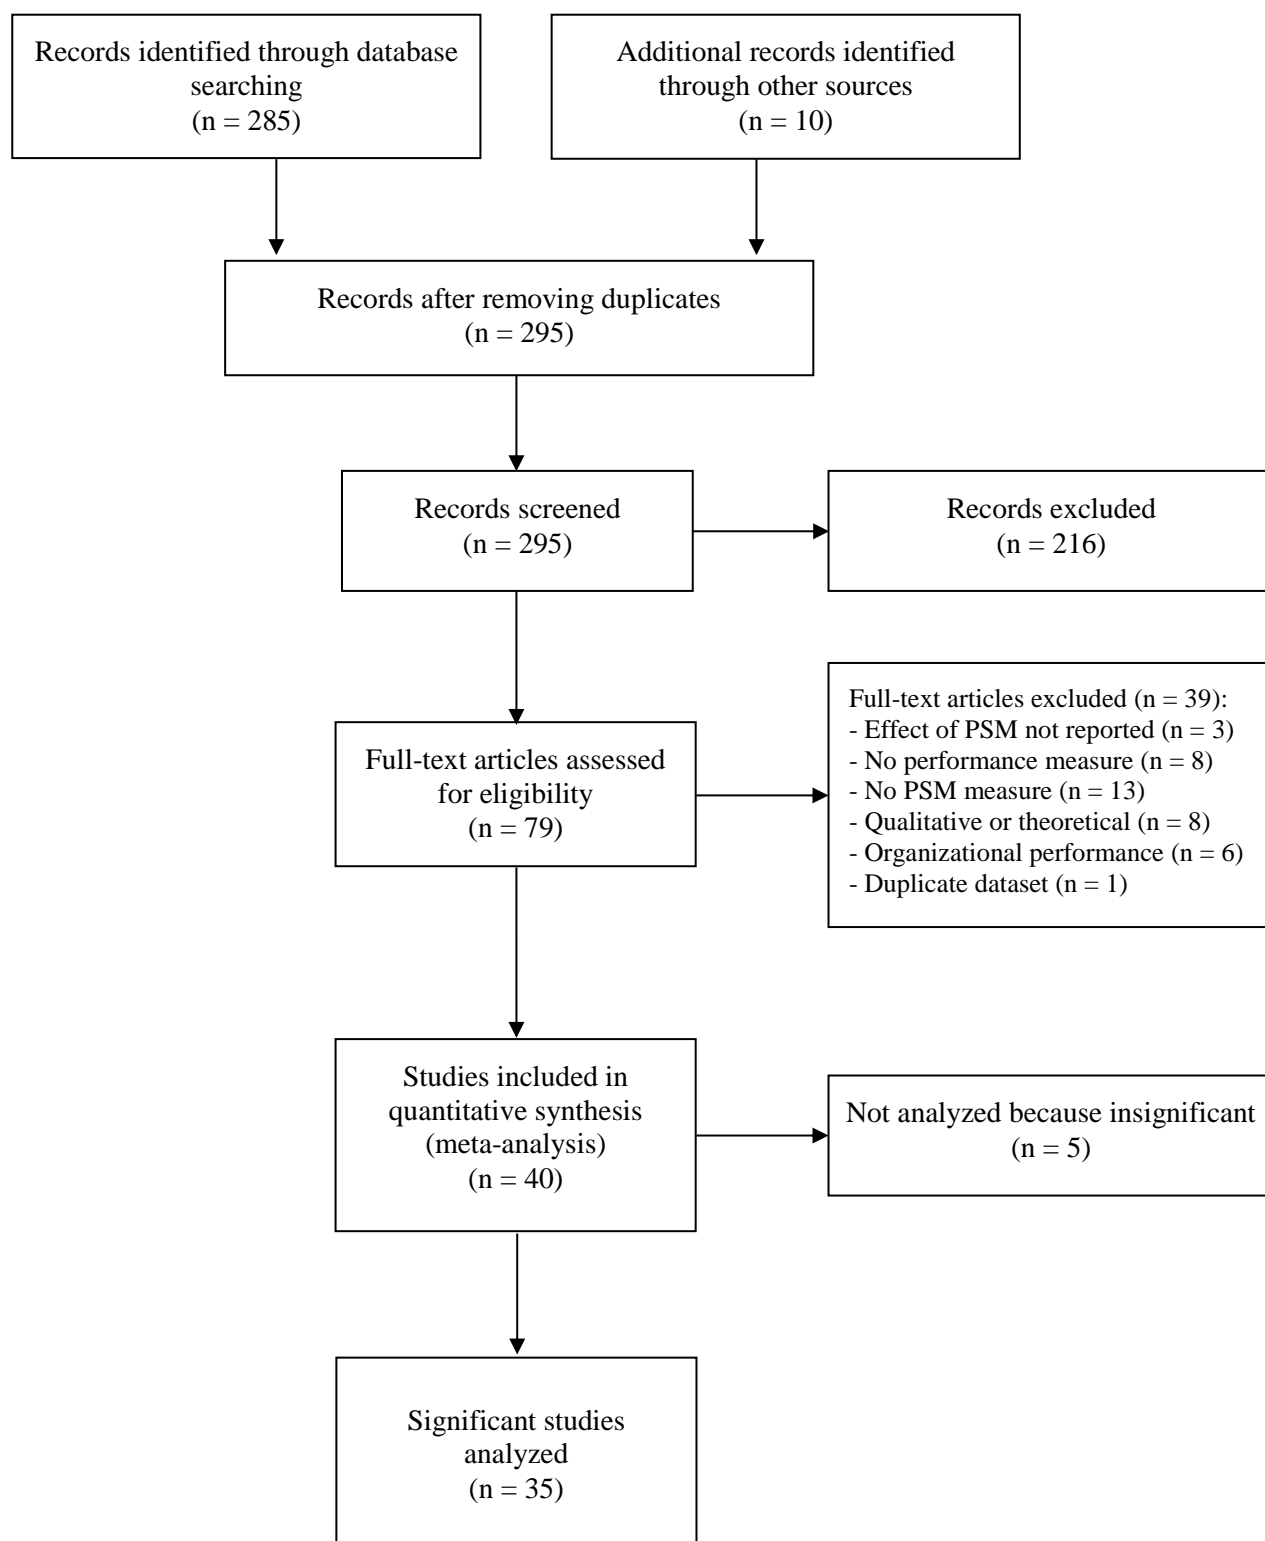 Records identified through database
searching
(n = 285)
Additional records identified
through other sources
(n = 10)
Records after removing duplicates
(n = 295)
Records screened
(n = 295)
Records excluded
(n = 216)
Full-text articles assessed
for eligibility
(n = 79)
Full-text articles excluded (n = 39):
- Effect of PSM not reported (n = 3)
- No performance measure (n = 8)
- No PSM measure (n = 13)
- Qualitative or theoretical (n = 8)
- Organizational performance (n = 6)
- Duplicate dataset (n = 1)
Studies included in
quantitative synthesis
(meta-analysis)
(n = 40)
Not analyzed because insignificant
(n = 5)
Significant studies
analyzed
(n = 35)